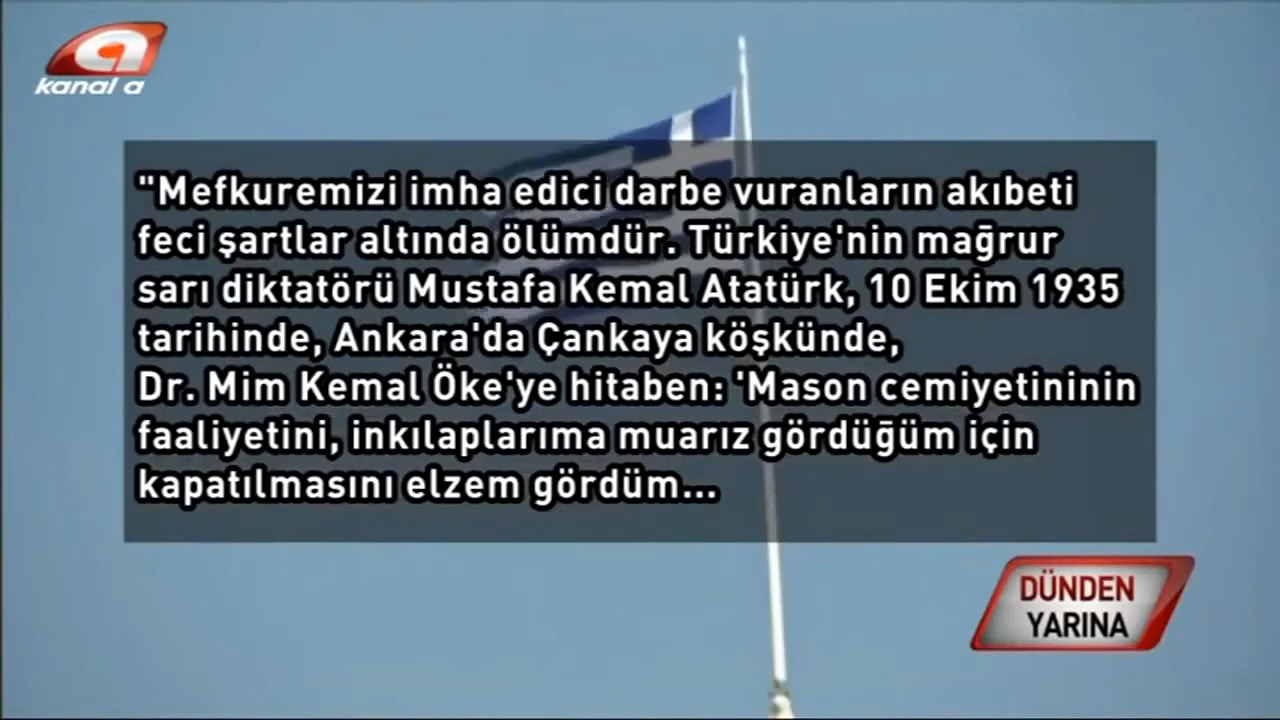 a
kanal a
"Mefkuremizi imha edici darbe vuranların akıbeti
feci şartlar altında ölümdür. Türkiye'nin mağrur
sarı diktatörü Mustafa Kemal Atatürk, 10 Ekim 1935
tarihinde, Ankara'da Çankaya köşkünde,
Dr. Mim Kemal Öke'ye hitaben: 'Mason cemiyetininin
faaliyetini, inkılaplarıma muarız gördüğüm için
kapatılmasını elzem gördüm...
DÜNDEN
YARINA